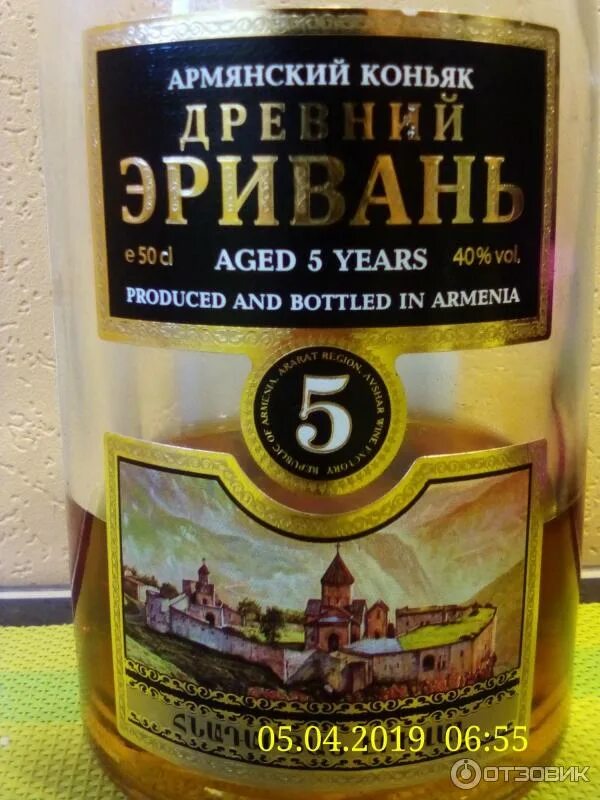 АРМЯНСКИЙ КОНЬЯК
ДРЕВНИЙ
ЭРИВАНЬ
e 50 cl AGED 5 YEARS 40% vol.
PRODUCED AND BOTTLED IN ARMENIA
REPUBLIC OF ARMENIA, ARARAT REGION, AVSHAR WINE FACTORY
5
05.04.2019 06:55
ОТЗОВИК